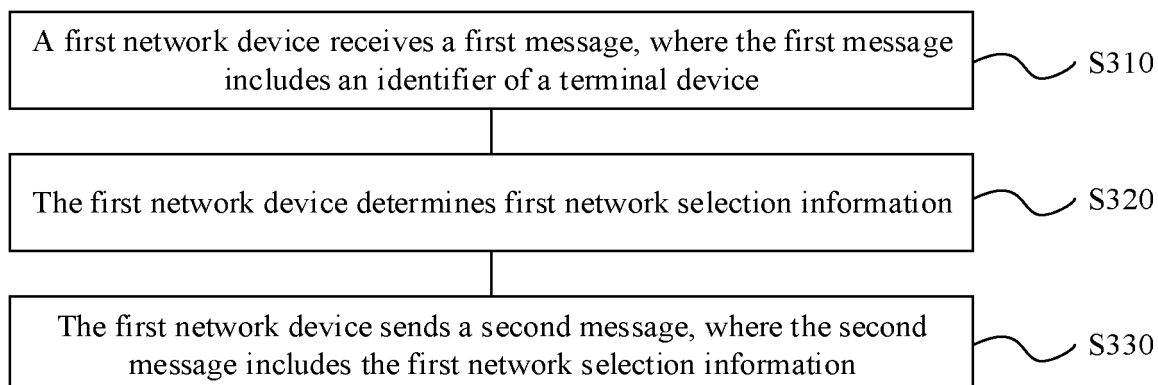 A first network device receives a first message, where the first message
includes an identifier of a terminal device
S310
The first network device determines first network selection information
S320
The first network device sends a second message, where the second
message includes the first network selection information
S330